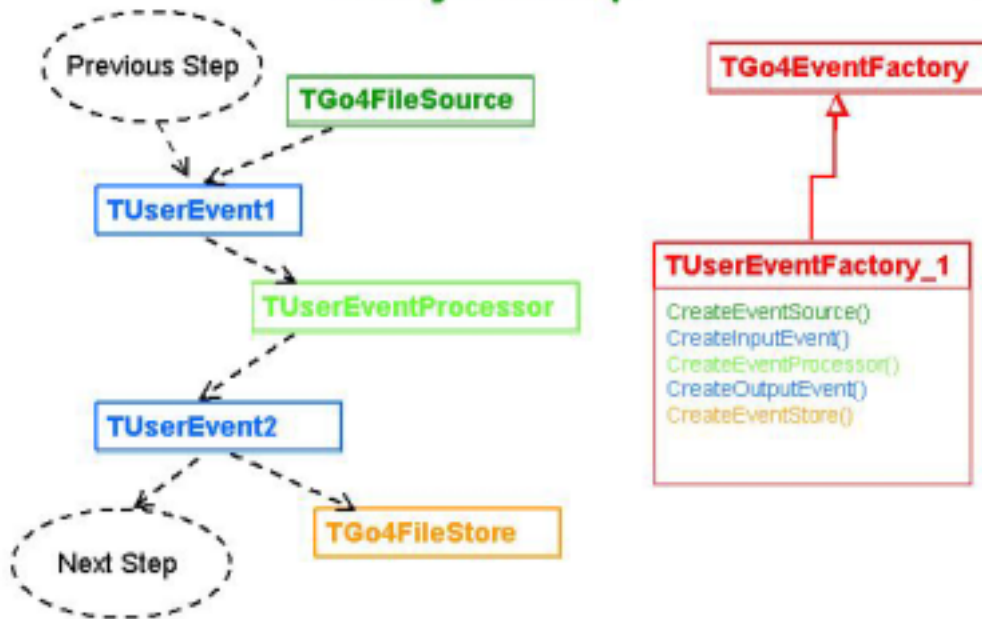 Previous Step
TGo4FileSource
TUserEvent1
TUserEventProcessor
TUserEvent2
TGo4FileStore
Next Step
TGo4EventFactory
TUserEventFactory_1
CreateEventSource()
CreateInputEvent()
CreateEventProcessor()
CreateOutputEvent()
CreateEventStore()